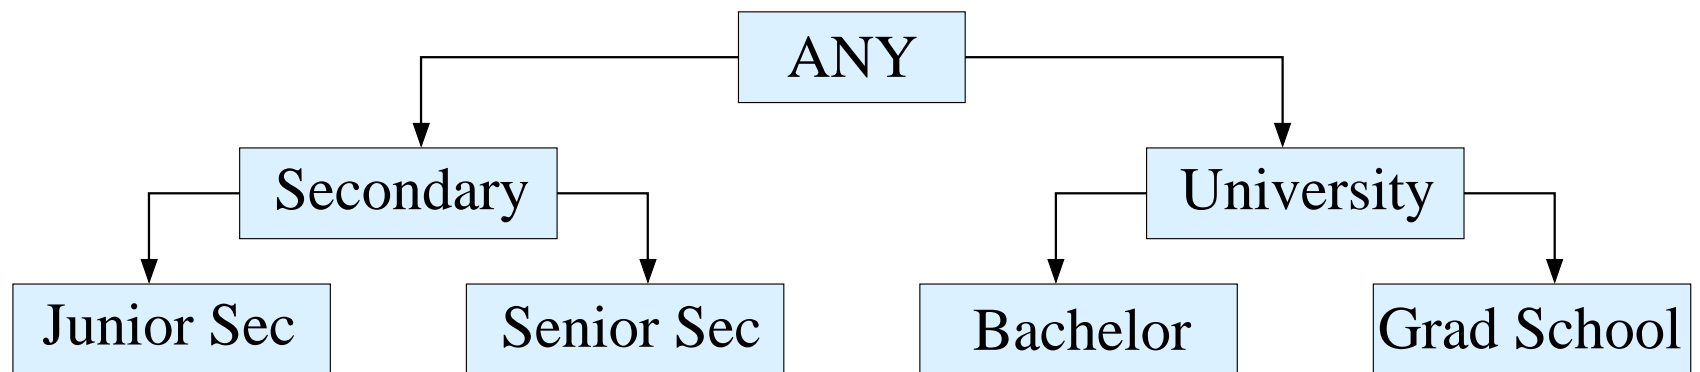 ANY
Secondary
University
Junior Sec
Senior Sec
Bachelor
Grad School